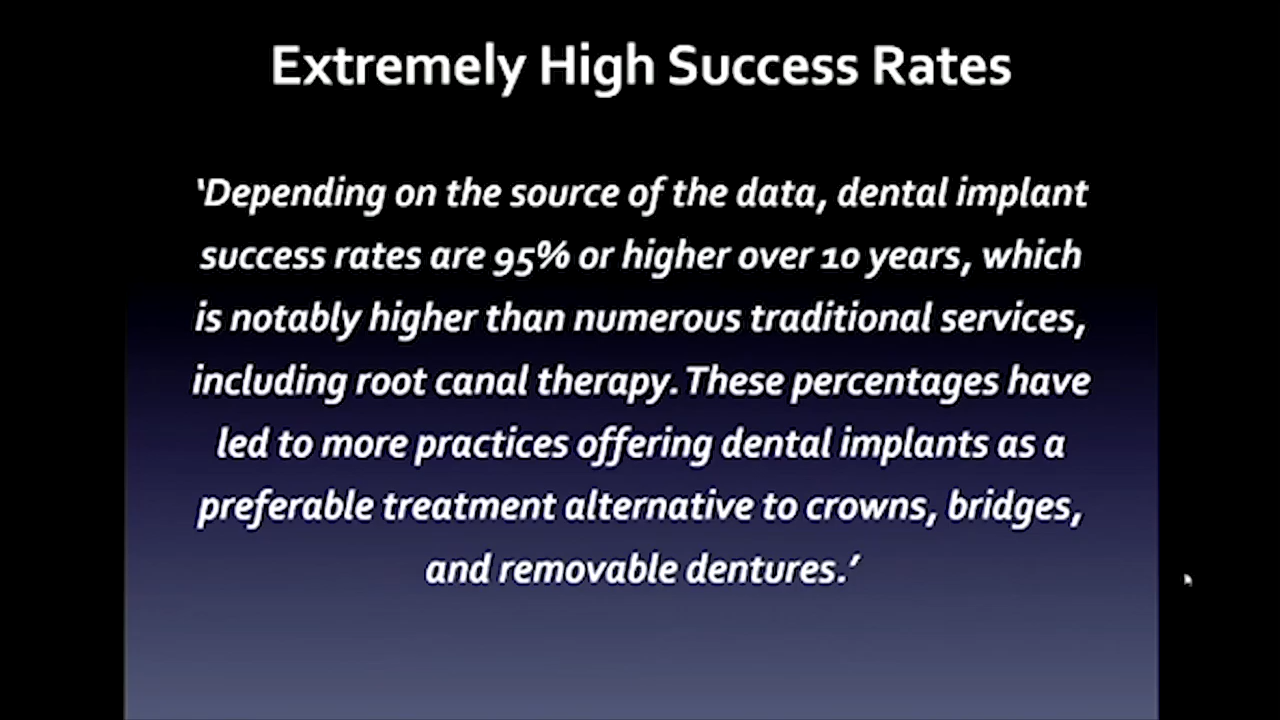 Extremely High Success Rates
‘Depending on the source of the data, dental implant
success rates are 95% or higher over 10 years, which
is notably higher than numerous traditional services,
including root canal therapy. These percentages have
led to more practices offering dental implants as a
preferable treatment alternative to crowns, bridges,
and removable dentures.’